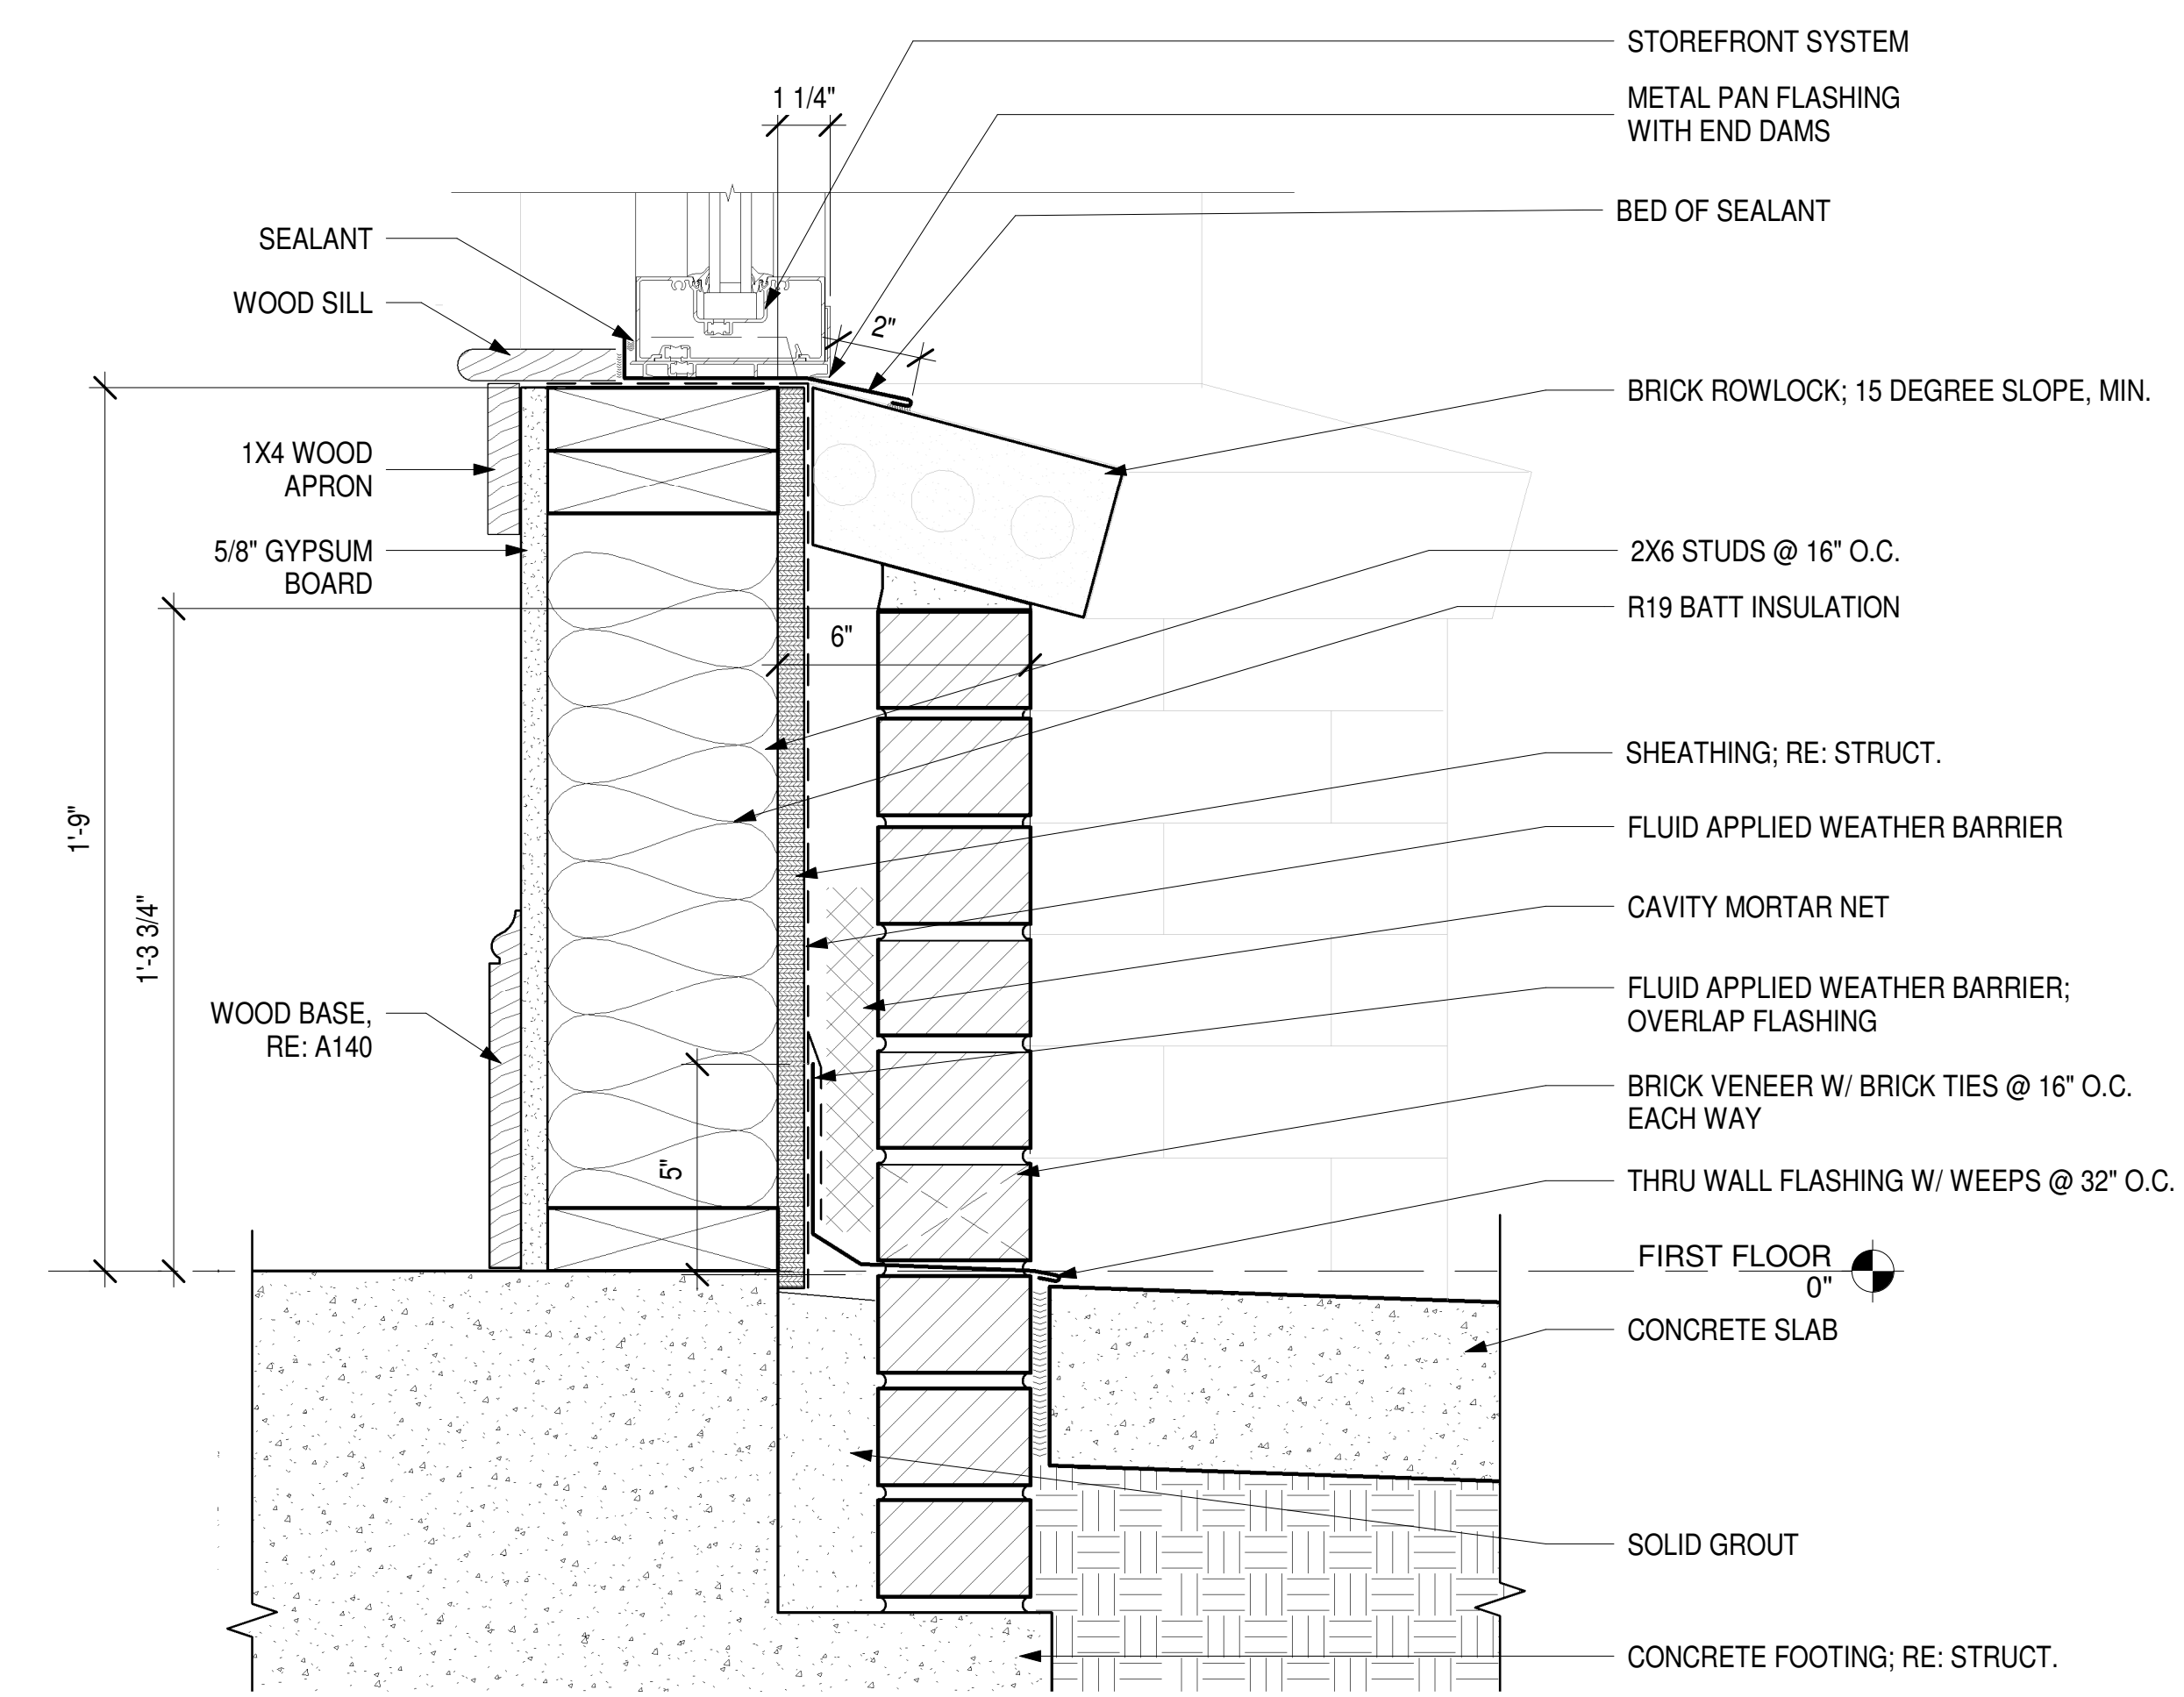 STOREFRONT SYSTEM
1 1/4"
METAL PAN FLASHING
WITH END DAMS
BED OF SEALANT
SEALANT
WOOD SILL
2"
BRICK ROWLOCK; 15 DEGREE SLOPE, MIN.
1X4 WOOD
APRON
5/8" GYPSUM
BOARD
2X6 STUDS @ 16" O.C.
R19 BATT INSULATION
6"
SHEATHING; RE: STRUCT.
1'-9"
FLUID APPLIED WEATHER BARRIER
CAVITY MORTAR NET
1'-3 3/4"
FLUID APPLIED WEATHER BARRIER;
OVERLAP FLASHING
WOOD BASE,
RE: A140
BRICK VENEER W/ BRICK TIES @ 16" O.C.
EACH WAY
5"
THRU WALL FLASHING W/ WEEPS @ 32" O.C.
FIRST FLOOR
0"
CONCRETE SLAB
SOLID GROUT
CONCRETE FOOTING; RE: STRUCT.